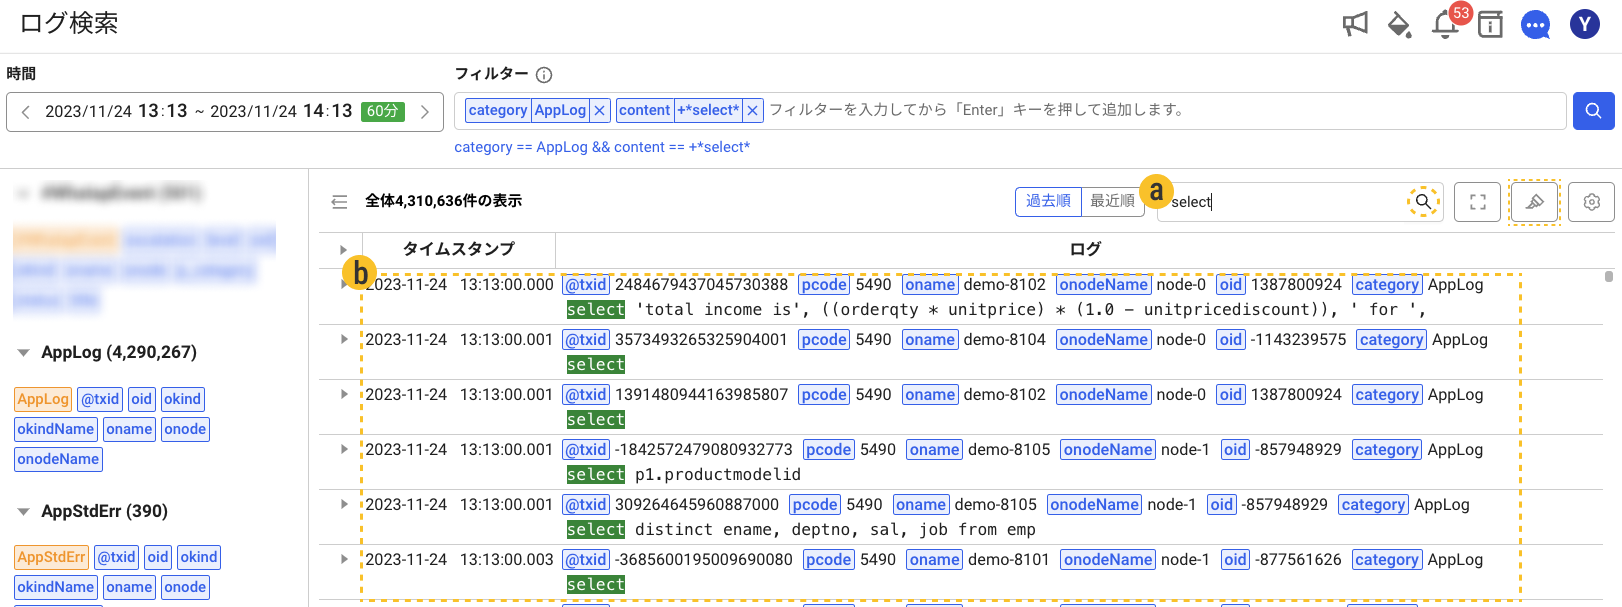 ログ検索
53
Y
時間
フィルター
2023/11/24 13:13 ~ 2023/11/24 14:13 60分
category AppLog × content +*select* × フィルターを入力してから「Enter」キーを押して追加します。
category == AppLog && content == +*select*
全体4,310,636件の表示
過去順 最近順
a
select
タイムスタンプ ログ
b
2023-11-24 13:13:00.000 @txid 2484679437045730388 pcode 5490 oname demo-8102 onodeName node-0 oid 1387800924 category AppLog
select 'total income is', ((orderqty * unitprice) * (1.0 - unitpricediscount)), ' for ',
2023-11-24 13:13:00.001 @txid 3573493265325904001 pcode 5490 oname demo-8104 onodeName node-0 oid -1143239575 category AppLog
select
2023-11-24 13:13:00.001 @txid 1391480944163985807 pcode 5490 oname demo-8102 onodeName node-0 oid 1387800924 category AppLog
select
2023-11-24 13:13:00.001 @txid -1842572479080932773 pcode 5490 oname demo-8105 onodeName node-1 oid -857948929 category AppLog
select p1.productmodelid
2023-11-24 13:13:00.001 @txid 309264645960887000 pcode 5490 oname demo-8105 onodeName node-1 oid -857948929 category AppLog
select distinct ename, deptno, sal, job from emp
2023-11-24 13:13:00.003 @txid -3685600195009690080 pcode 5490 oname demo-8101 onodeName node-1 oid -877561626 category AppLog
select
AppLog (4,290,267)
AppLog @txid oid okind
okindName oname onode
onodeName
AppStdErr (390)
AppStdErr @txid oid okind
okindName oname onode